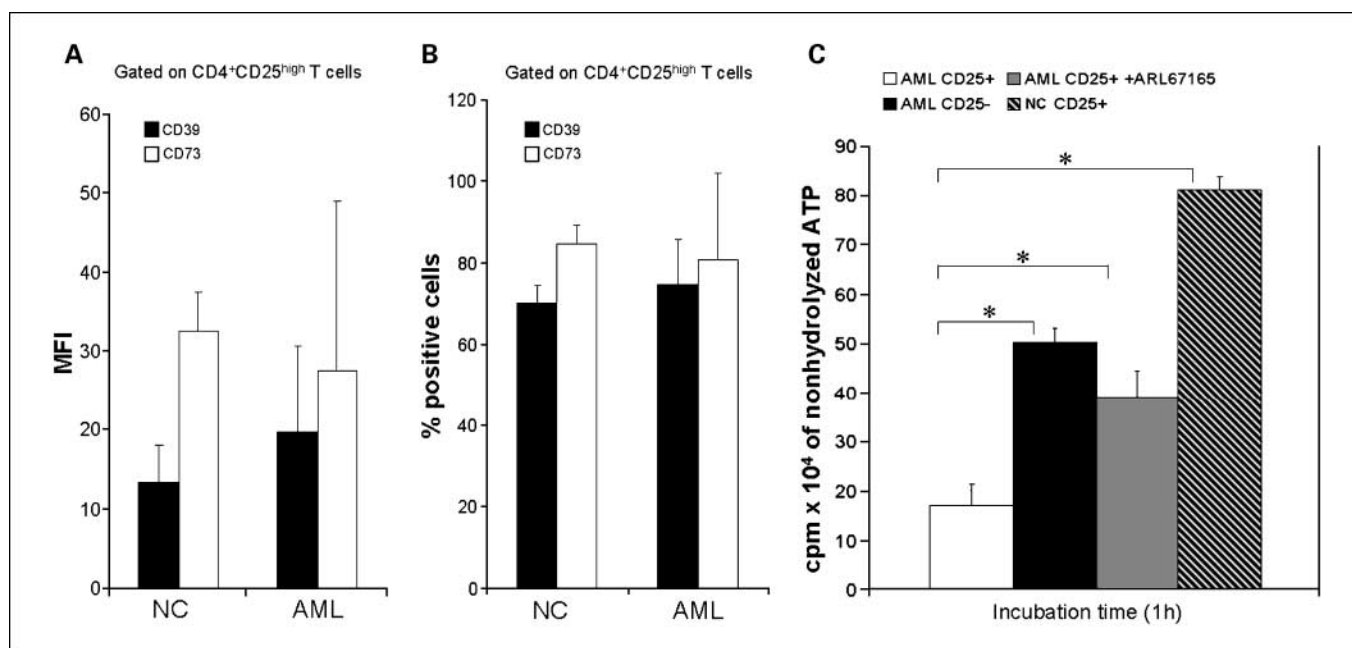 A
Gated on CD4+CD25high T cells
CD39
CD73
60
50
40
30
20
10
0
MFI
NC AML
B
Gated on CD4+CD25high T cells
CD39
CD73
120
100
80
60
40
20
0
% positive cells
NC AML
C
AML CD25+ AML CD25+ +ARL67165
AML CD25- NC CD25+
90
80
70
60
50
40
30
20
10
0
cpm x 10⁴ of nonhydrolyzed ATP
*
*
*
Incubation time (1h)